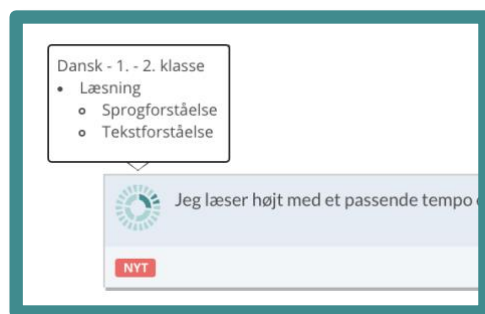 Dansk - 1. - 2. klasse
• Læsning
o Sprogforståelse
o Tekstforståelse
Jeg læser højt med et passende tempo
NYT